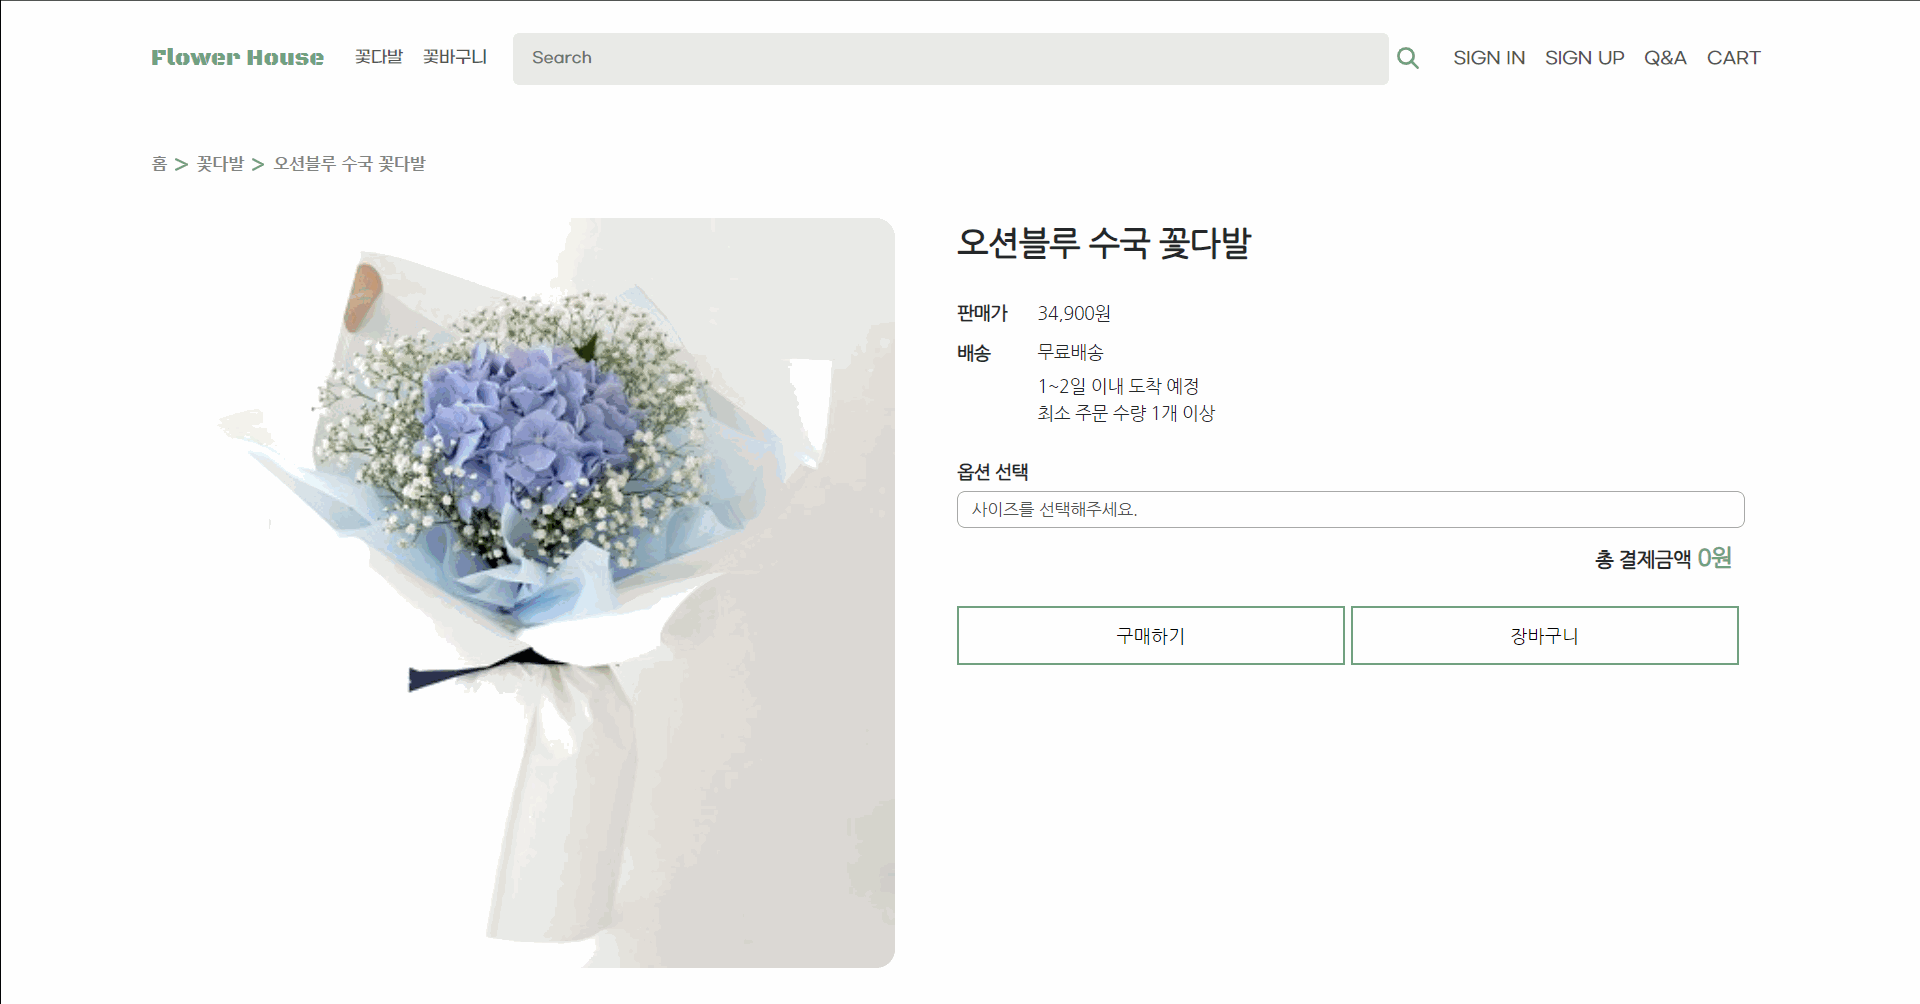 Flower House 꽃다발 꽃바구니 Search SIGN IN SIGN UP Q&A CART
홈 > 꽃다발 > 오션블루 수국 꽃다발
오션블루 수국 꽃다발
판매가 34,900원
배송 무료배송
1~2일 이내 도착 예정
최소 주문 수량 1개 이상
옵션 선택
사이즈를 선택해주세요.
총 결제금액 0원
구매하기 장바구니